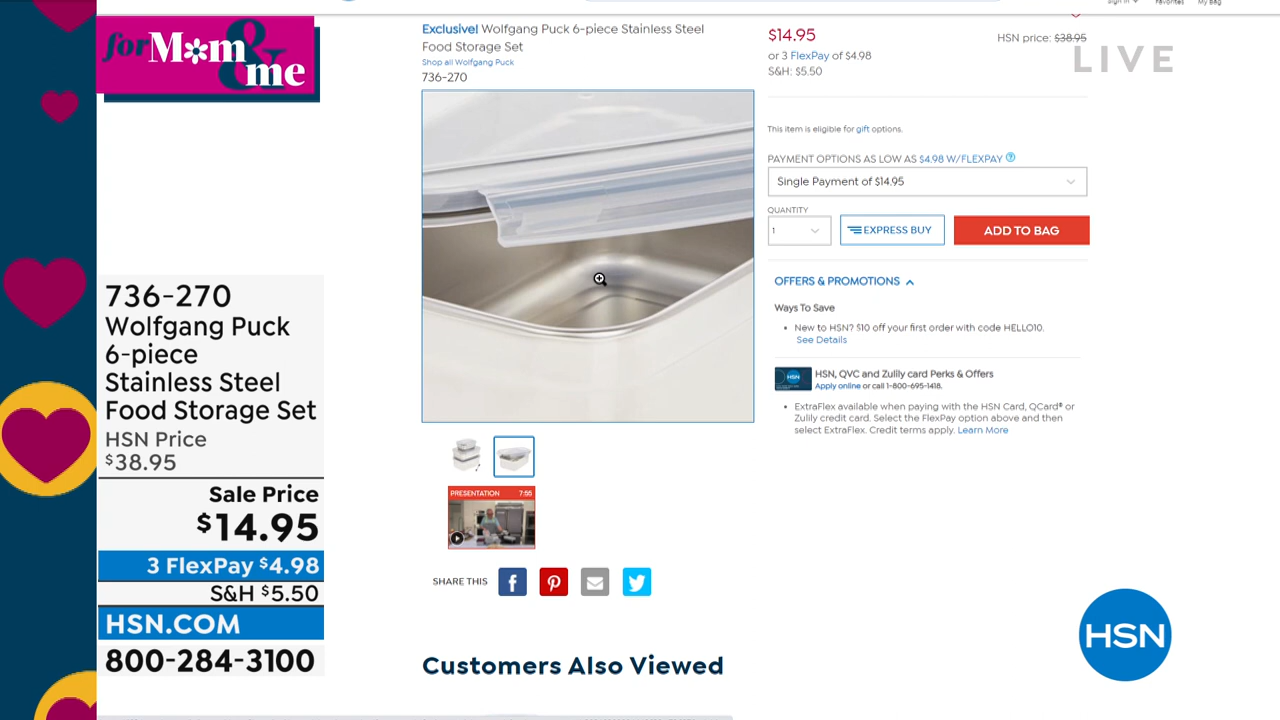 Sign in
Favorites
My Bag
for Mom & me
Exclusive! Wolfgang Puck 6-piece Stainless Steel
Food Storage Set
Shop all Wolfgang Puck
736-270
$14.95
HSN price: $38.95
or 3 FlexPay of $4.98
S&H: $5.50
LIVE
This item is eligible for gift options.
PAYMENT OPTIONS AS LOW AS $4.98 W/FLEXPAY ?
Single Payment of $14.95
QUANTITY
1
EXPRESS BUY
ADD TO BAG
OFFERS & PROMOTIONS
Ways To Save
• New to HSN? $10 off your first order with code HELLO10.
See Details
HSN
HSN, QVC and Zulily card Perks & Offers
Apply online or call 1-800-695-1418.
• ExtraFlex available when paying with the HSN Card, QCard® or
Zulily credit card. Select the FlexPay option above and then
select ExtraFlex. Credit terms apply. Learn More
736-270
Wolfgang Puck
6-piece
Stainless Steel
Food Storage Set
HSN Price
$38.95
Sale Price
$14.95
3 FlexPay $4.98
S&H $5.50
HSN.COM
800-284-3100
PRESENTATION 7:55
SHARE THIS
HSN
Customers Also Viewed